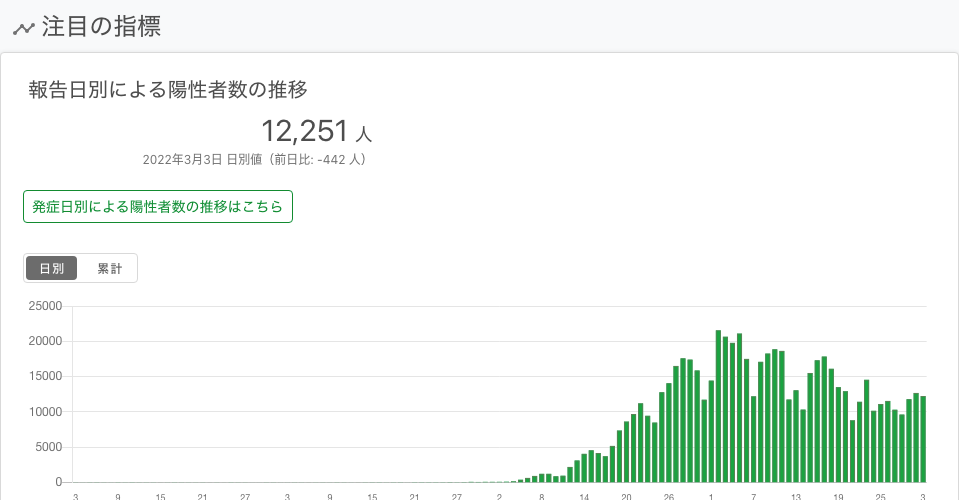 注目の指標
報告日別による陽性者数の推移
12,251 人
2022年3月3日 日別値（前日比: -442 人）
発症日別による陽性者数の推移はこちら
日別 累計
25000
20000
15000
10000
5000
0
3 9 15 21 27 3 9 15 21 27 2 8 14 20 26 1 7 13 19 25 3